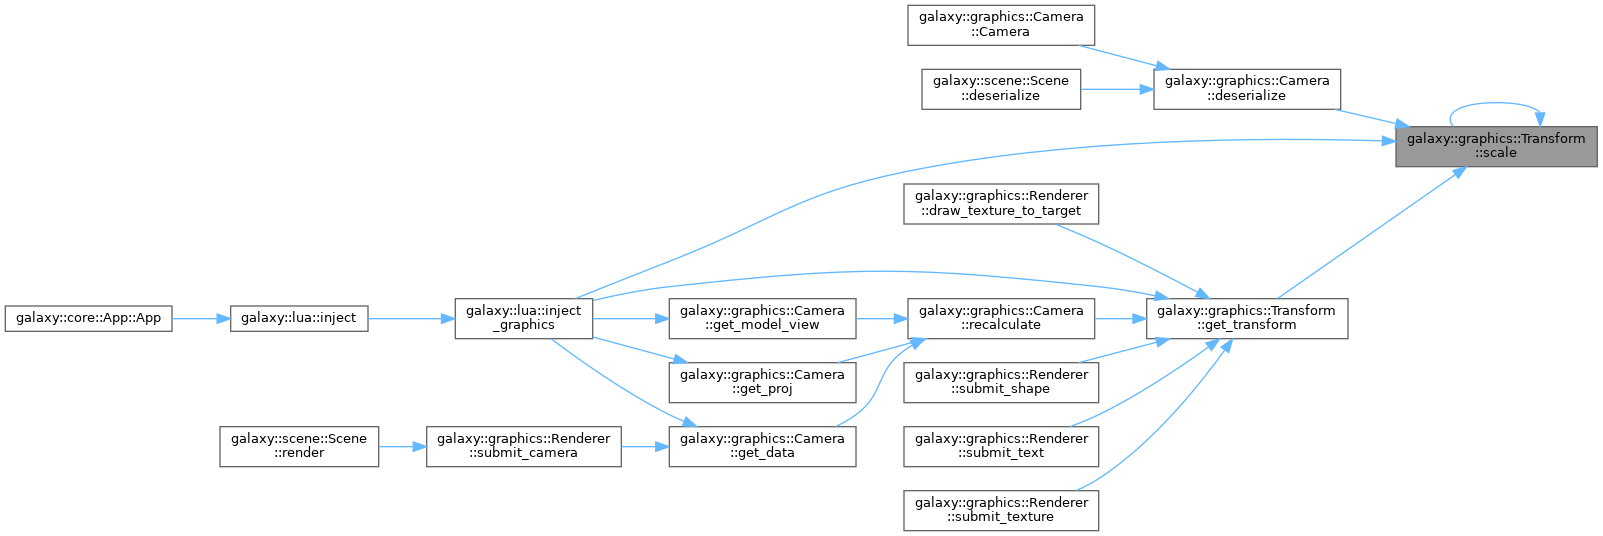 galaxy::graphics::Camera
::Camera
galaxy::scene::Scene
::deserialize
galaxy::graphics::Camera
::deserialize
galaxy::graphics::Transform
::scale
galaxy::graphics::Renderer
::draw_texture_to_target
galaxy::core::App::App
galaxy::lua::inject
galaxy::lua::inject
_graphics
galaxy::graphics::Camera
::get_model_view
galaxy::graphics::Camera
::recalculate
galaxy::graphics::Transform
::get_transform
galaxy::graphics::Camera
::get_proj
galaxy::graphics::Renderer
::submit_shape
galaxy::scene::Scene
::render
galaxy::graphics::Renderer
::submit_camera
galaxy::graphics::Camera
::get_data
galaxy::graphics::Renderer
::submit_text
galaxy::graphics::Renderer
::submit_texture